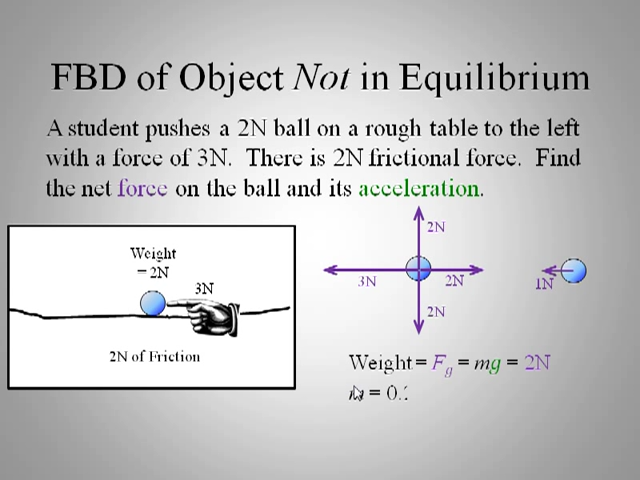 FBD of Object Not in Equilibrium
A student pushes a 2N ball on a rough table to the left
with a force of 3N. There is 2N frictional force. Find
the net force on the ball and its acceleration.
Weight
= 2N
3N
2N of Friction
2N
3N
2N
2N
1N
Weight = Fg = mg = 2N
= 0.